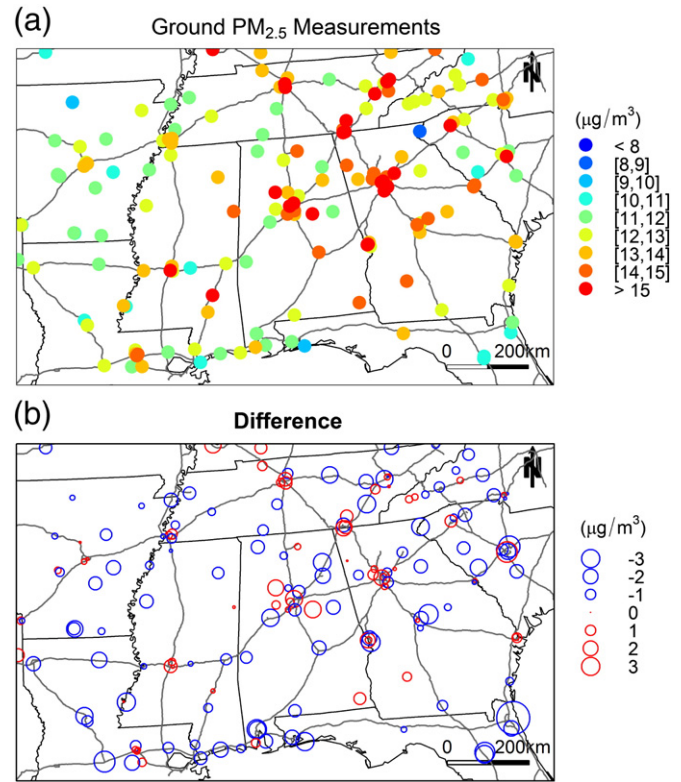 (a)
Ground PM2.5 Measurements
N
(µg/m³)
< 8
[8,9]
[9,10]
[10,11]
[11,12]
[12,13]
[13,14]
[14,15]
> 15
0 200km
(b)
Difference
N
(µg/m³)
-3
-2
-1
0
1
2
3
0 200km